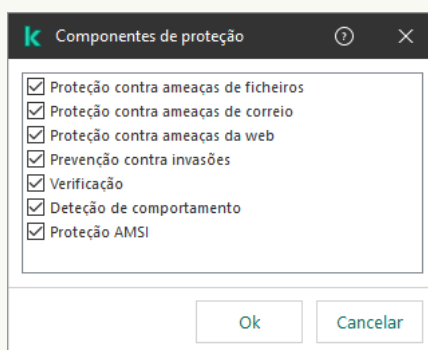 Componentes de proteção
Proteção contra ameaças de ficheiros
Proteção contra ameaças de correio
Proteção contra ameaças da web
Prevenção contra invasões
Verificação
Deteção de comportamento
Proteção AMSI
Ok Cancelar